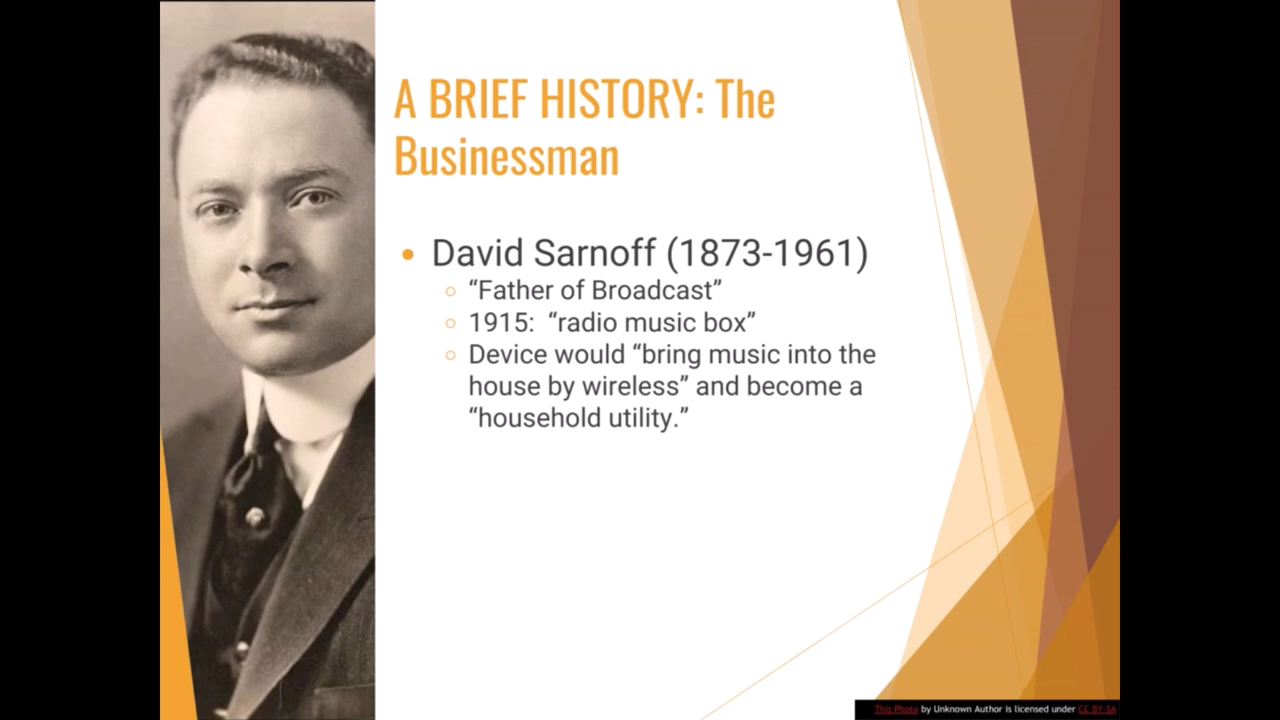 A BRIEF HISTORY: The
Businessman
David Sarnoff (1873-1961)
“Father of Broadcast”
1915: “radio music box”
Device would “bring music into the
house by wireless” and become a
“household utility.”
This Photo by Unknown Author is licensed under CC BY-SA